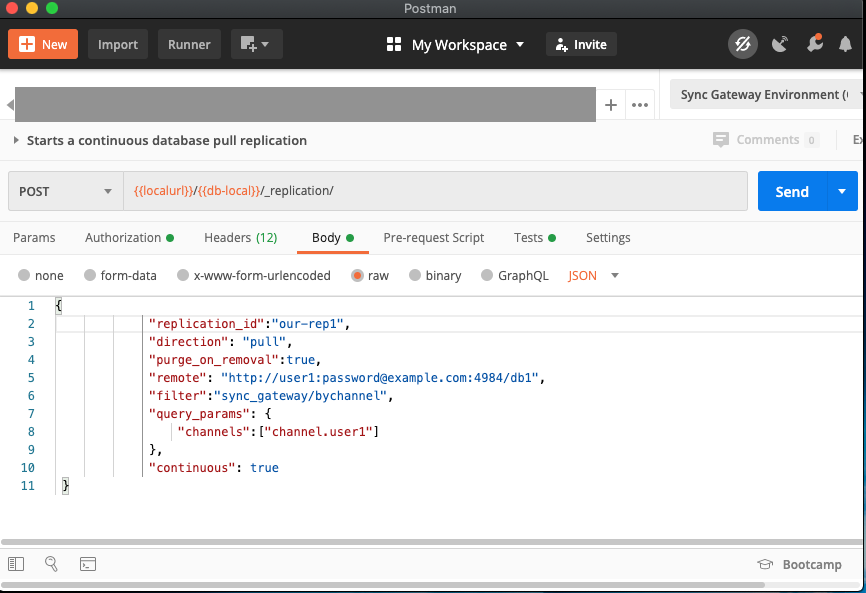 Postman
New Import Runner My Workspace Invite
Sync Gateway Environment (
Starts a continuous database pull replication Comments 0 Ex
POST {{localurl}}/{{db-local}}/_replication/ Send
Params Authorization Headers (12) Body Pre-request Script Tests Settings
none form-data x-www-form-urlencoded raw binary GraphQL JSON
1 {
2 "replication_id":"our-rep1",
3 "direction": "pull",
4 "purge_on_removal":true,
5 "remote": "http://user1:password@example.com:4984/db1",
6 "filter":"sync_gateway/bychannel",
7 "query_params": {
8 "channels":["channel.user1"]
9 },
10 "continuous": true
11 }
Bootcamp